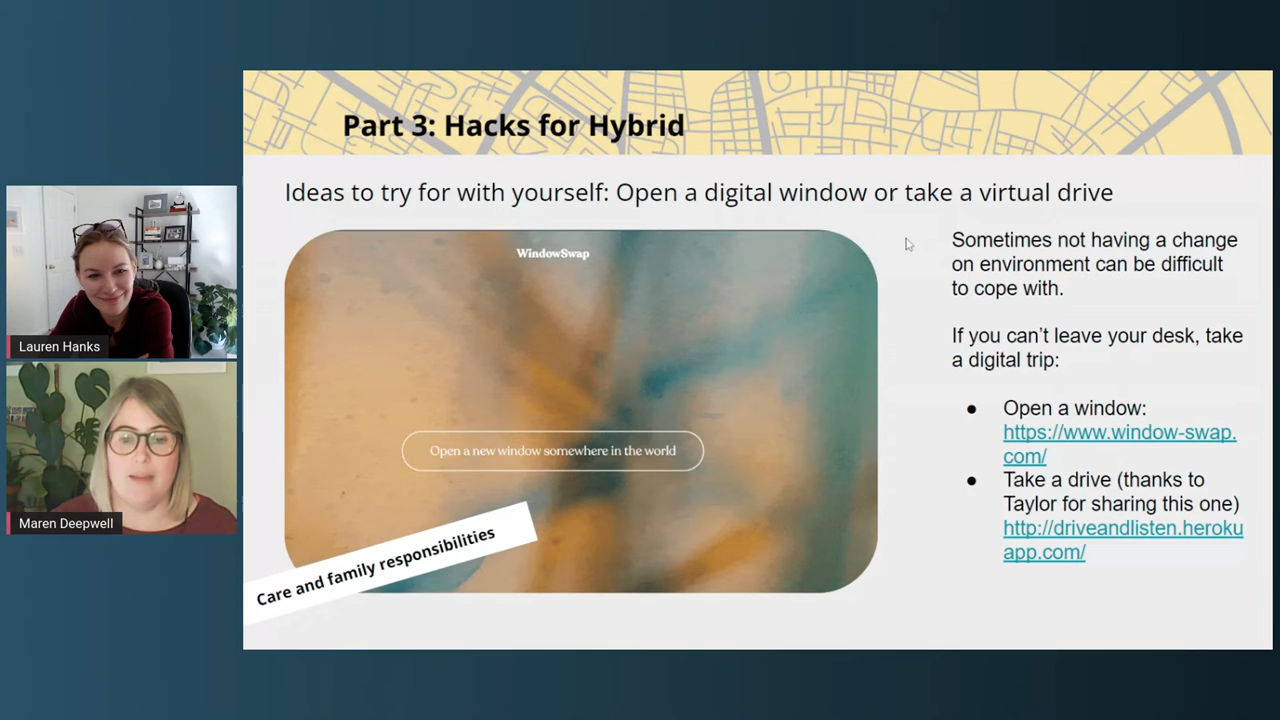 Part 3: Hacks for Hybrid
Ideas to try for with yourself: Open a digital window or take a virtual drive
WindowSwap
Open a new window somewhere in the world
Care and family responsibilities
Sometimes not having a change
on environment can be difficult
to cope with.
If you can’t leave your desk, take
a digital trip:
● Open a window:
https://www.window-swap.
com/
● Take a drive (thanks to
Taylor for sharing this one)
http://driveandlisten.heroku
app.com/
Lauren Hanks
Maren Deepwell